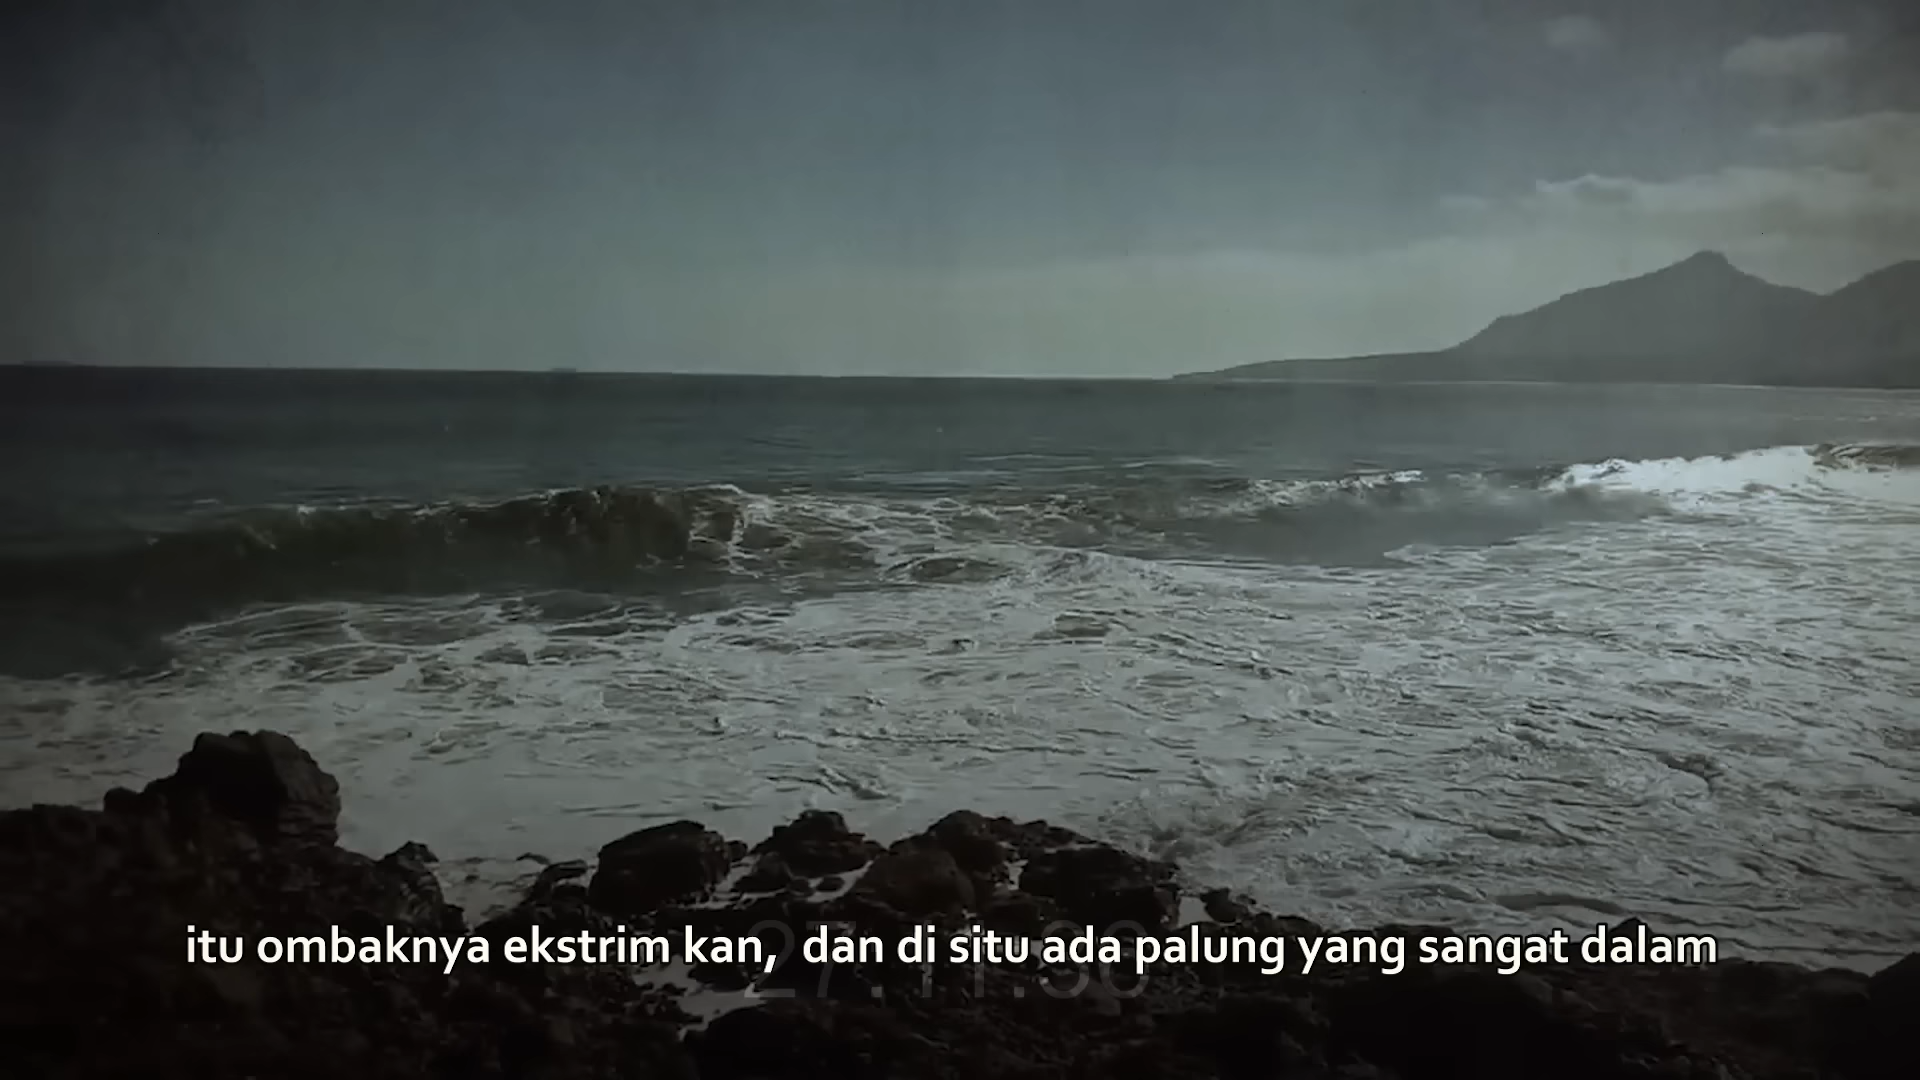 itu ombaknya ekstrim kan, dan di situ ada palung yang sangat dalam